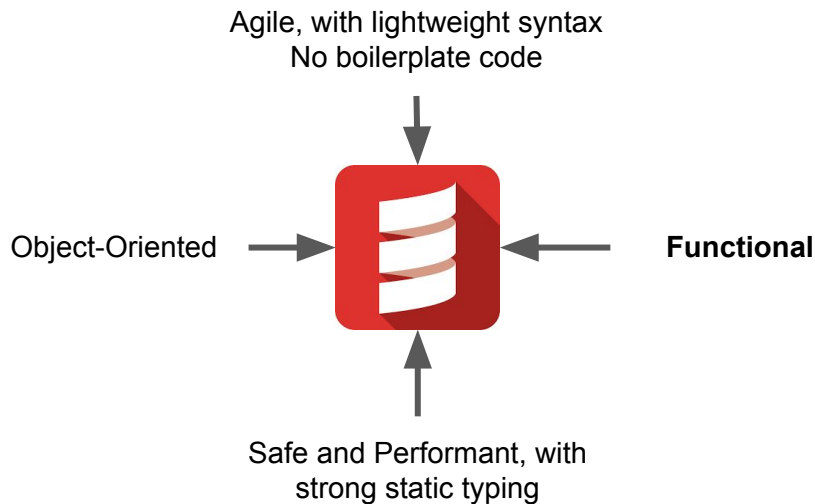 Agile, with lightweight syntax
No boilerplate code
Object-Oriented
Functional
Safe and Performant, with
strong static typing